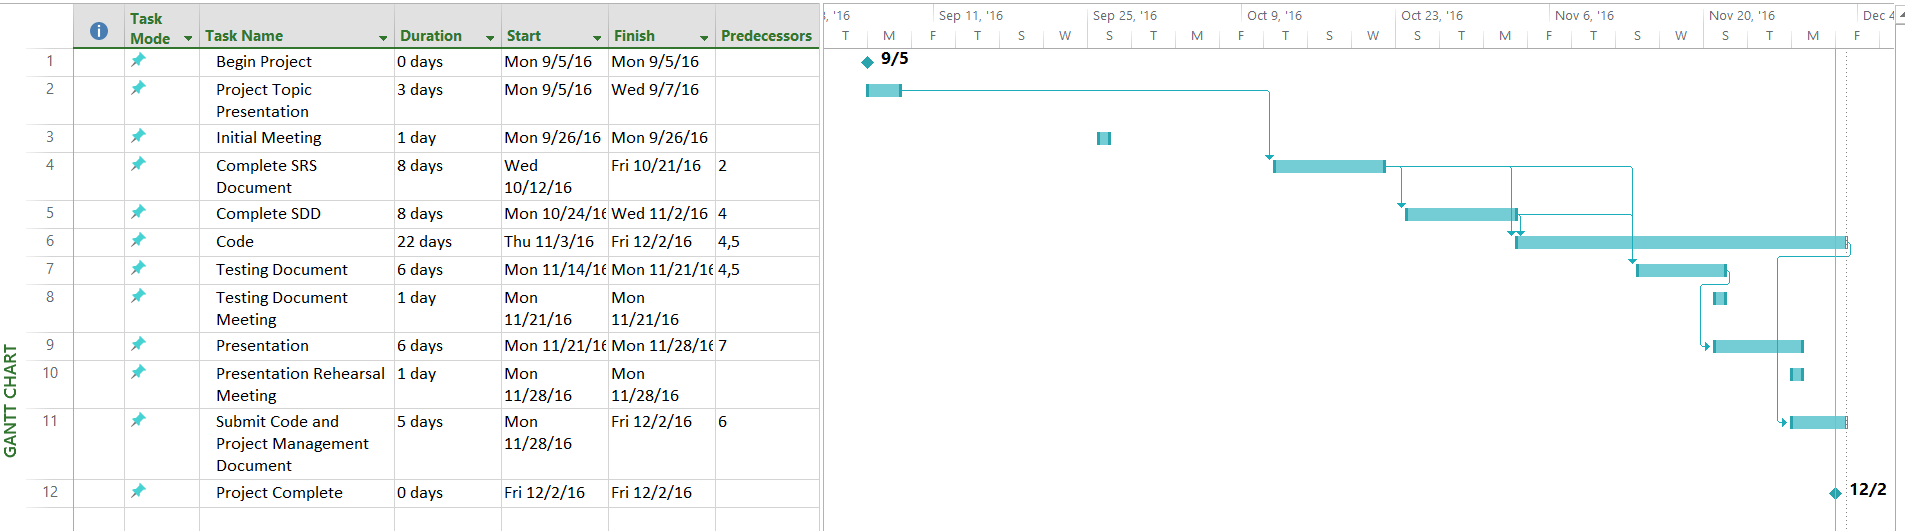 Task Mode Task Name Duration Start Finish Predecessors
1 Begin Project 0 days Mon 9/5/16 Mon 9/5/16
2 Project Topic Presentation 3 days Mon 9/5/16 Wed 9/7/16
3 Initial Meeting 1 day Mon 9/26/16 Mon 9/26/16
4 Complete SRS Document 8 days Wed 10/12/16 Fri 10/21/16 2
5 Complete SDD 8 days Mon 10/24/16 Wed 11/2/16 4
6 Code 22 days Thu 11/3/16 Fri 12/2/16 4,5
7 Testing Document 6 days Mon 11/14/16 Mon 11/21/16 4,5
8 Testing Document Meeting 1 day Mon 11/21/16 Mon 11/21/16
9 Presentation 6 days Mon 11/21/16 Mon 11/28/16 7
10 Presentation Rehearsal Meeting 1 day Mon 11/28/16 Mon 11/28/16
11 Submit Code and Project Management Document 5 days Mon 11/28/16 Fri 12/2/16 6
12 Project Complete 0 days Fri 12/2/16 Fri 12/2/16
GANTT CHART
, '16 Sep 11, '16 Sep 25, '16 Oct 9, '16 Oct 23, '16 Nov 6, '16 Nov 20, '16 Dec 4
T M F T S W S T M F T S W S T M F T S W S T M F
9/5
12/2